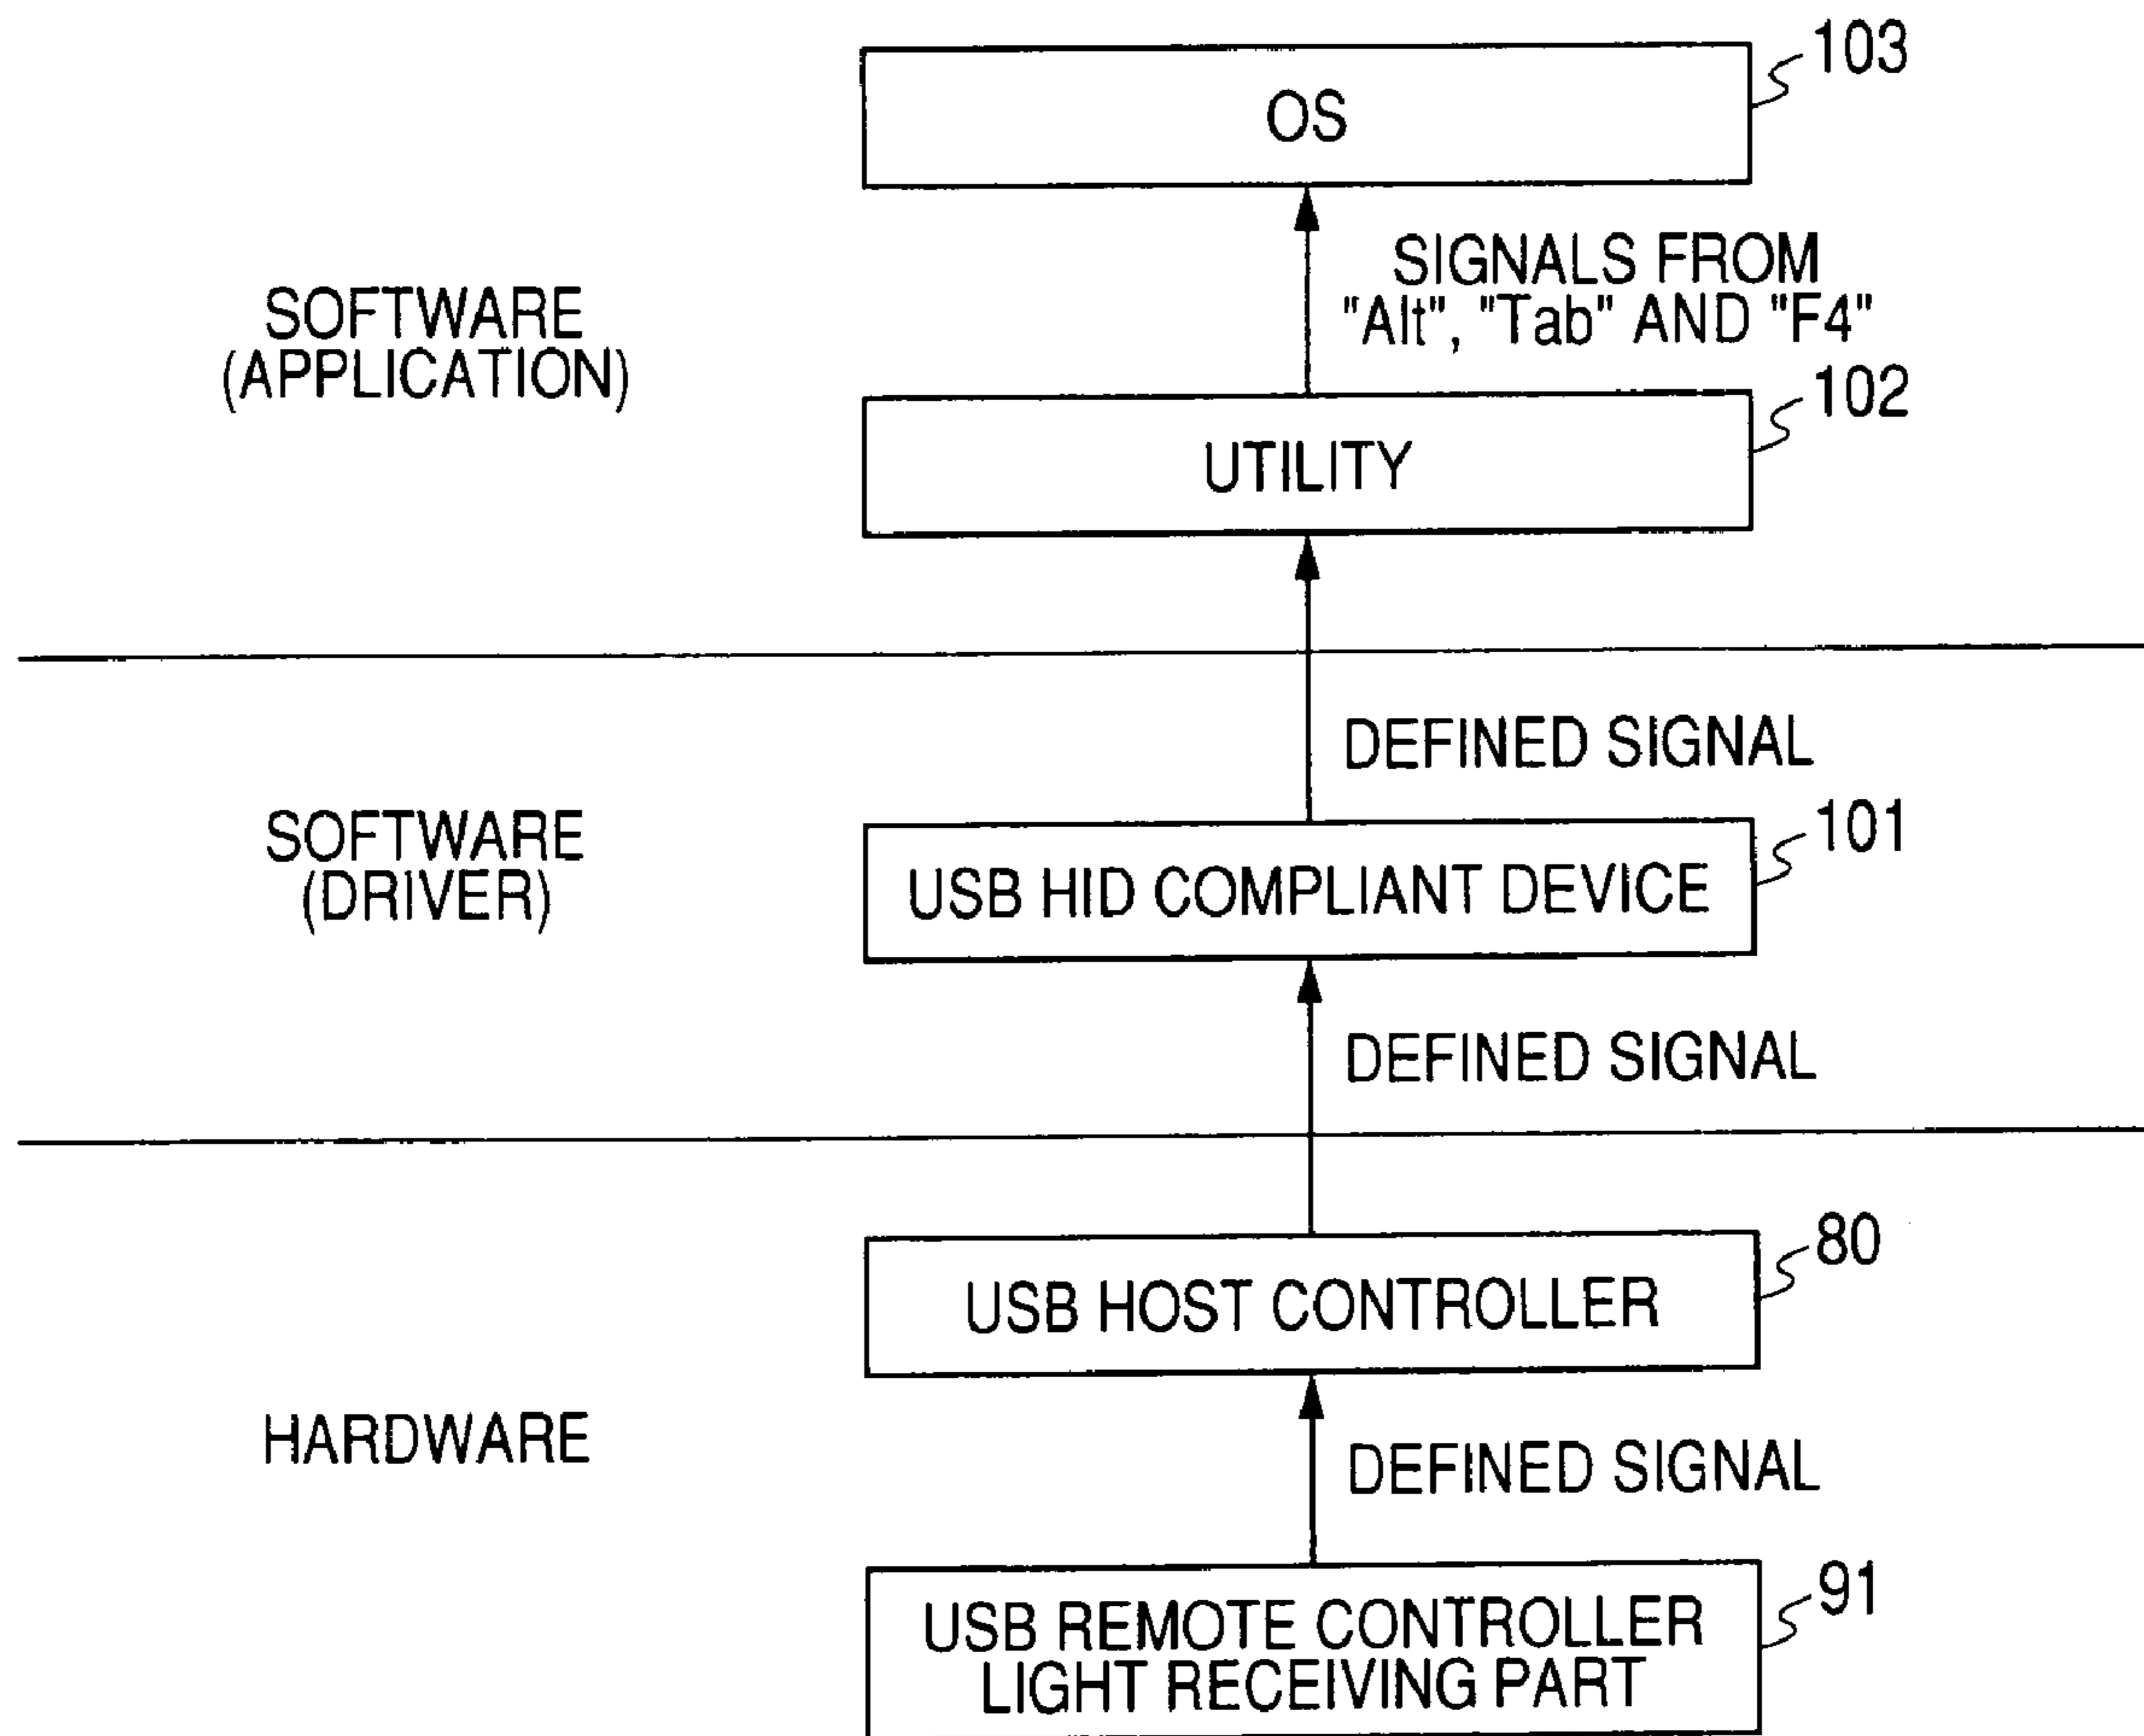 103
OS
SIGNALS FROM
"Alt", "Tab" AND "F4"
SOFTWARE
(APPLICATION)
102
UTILITY
DEFINED SIGNAL
SOFTWARE
(DRIVER)
101
USB HID COMPLIANT DEVICE
DEFINED SIGNAL
80
USB HOST CONTROLLER
HARDWARE
DEFINED SIGNAL
91
USB REMOTE CONTROLLER
LIGHT RECEIVING PART